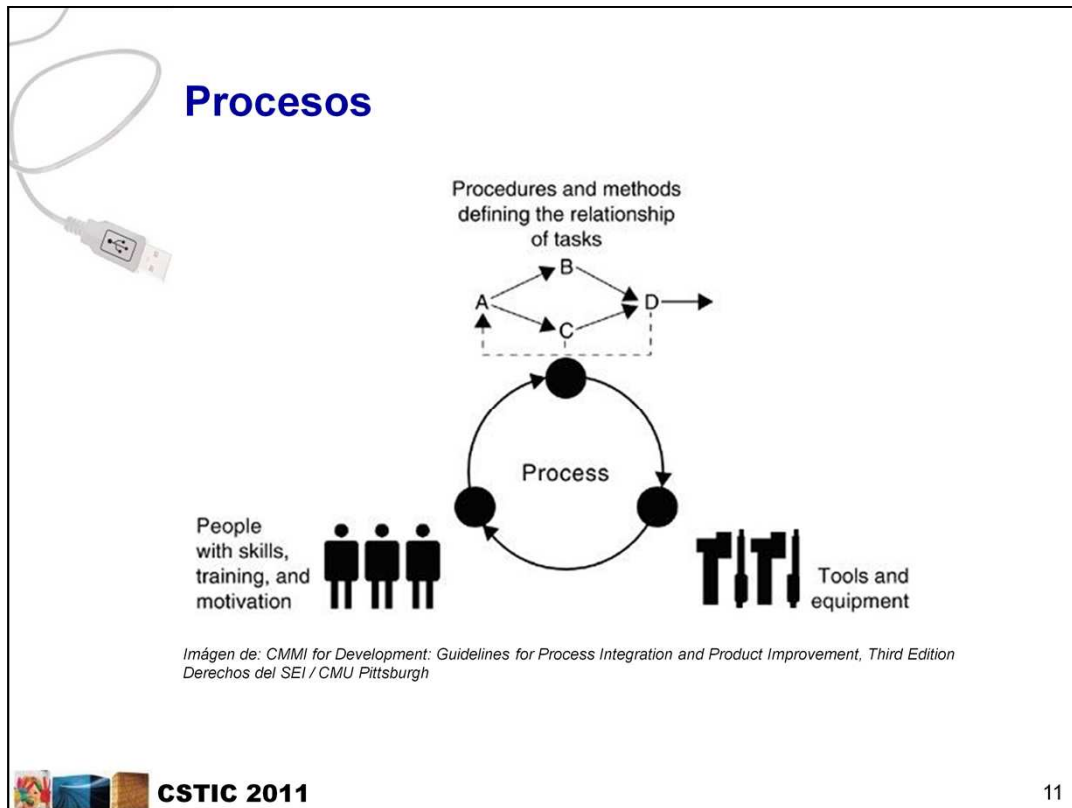 Procesos
Procedures and methods
defining the relationship
of tasks
B
A
D
C
Process
People
with skills,
training, and
motivation
Tools and
equipment
Imágen de: CMMI for Development: Guidelines for Process Integration and Product Improvement, Third Edition
Derechos del SEI / CMU Pittsburgh
CSTIC 2011
11